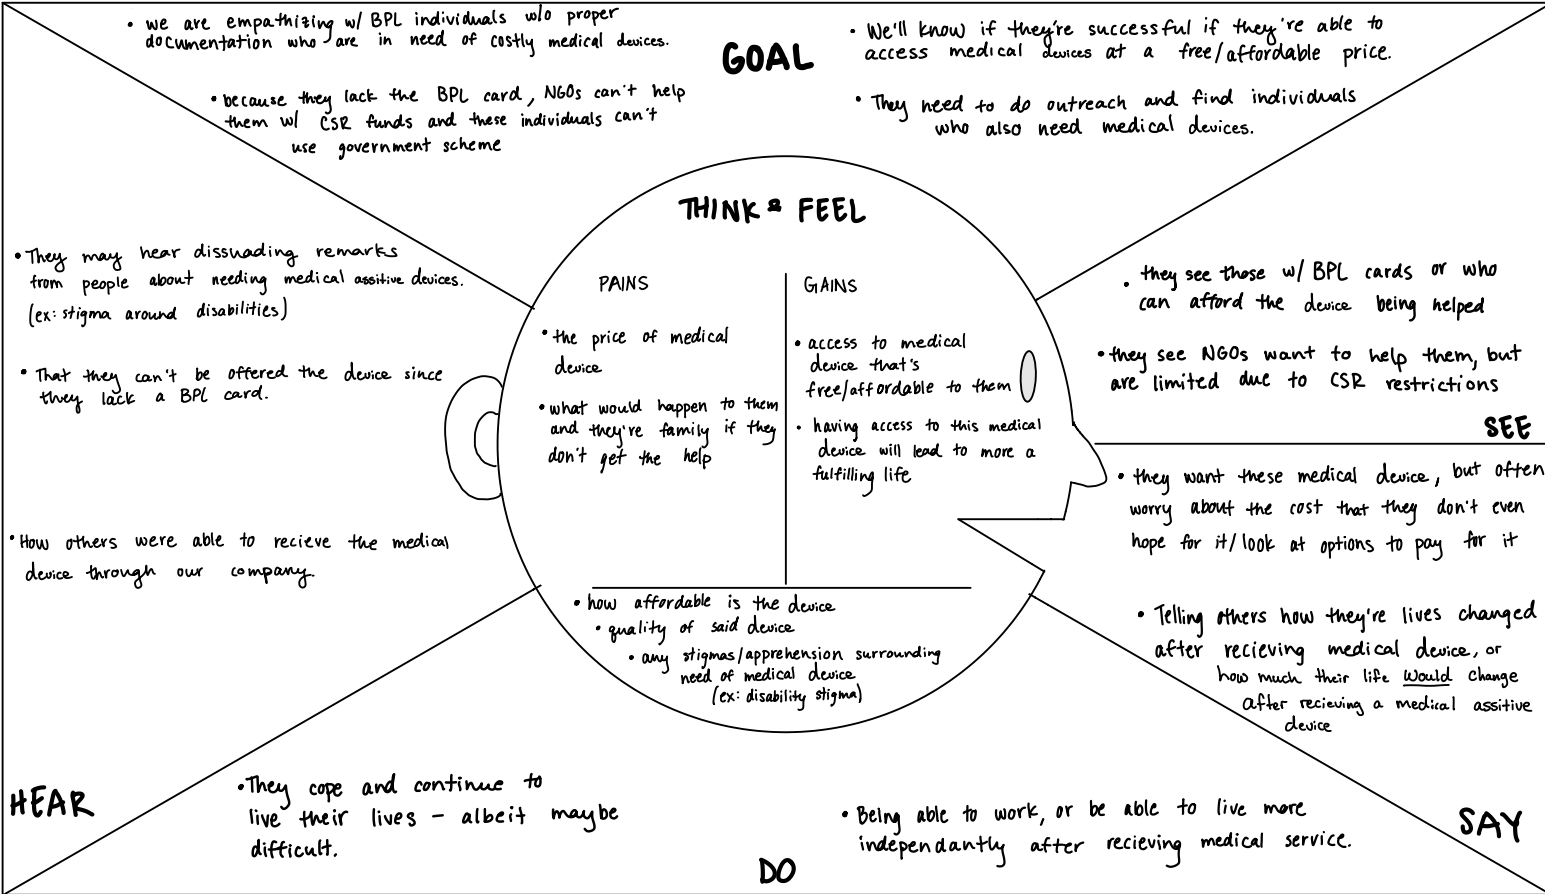 GOAL
• we are empathizing w/ BPL individuals w/o proper
documentation who are in need of costly medical devices.
• because they lack the BPL card, NGOs can't help
them w/ CSR funds and these individuals can't
use government scheme
• We'll know if they're successful if they're able to
access medical devices at a free/affordable price.
• They need to do outreach and find individuals
who also need medical devices.
THINK & FEEL
PAINS
• the price of medical
device
• what would happen to them
and they're family if they
don't get the help
GAINS
• access to medical
device that's
free/affordable to them
• having access to this medical
device will lead to more a
fulfilling life
• how affordable is the device
• quality of said device
• any stigmas/apprehension surrounding
need of medical device
(ex: disability stigma)
• They may hear dissuading remarks
from people about needing medical assitive devices.
(ex: stigma around disabilities)
• That they can't be offered the device since
they lack a BPL card.
• How others were able to recieve the medical
device through our company.
HEAR
• they see those w/ BPL cards or who
can afford the device being helped
• they see NGOs want to help them, but
are limited due to CSR restrictions
SEE
• they want these medical device, but often
worry about the cost that they don't even
hope for it/look at options to pay for it
• Telling others how they're lives changed
after recieving medical device, or
how much their life would change
after recieving a medical assitive
device
SAY
• They cope and continue to
live their lives – albeit maybe
difficult.
• Being able to work, or be able to live more
independantly after recieving medical service.
DO